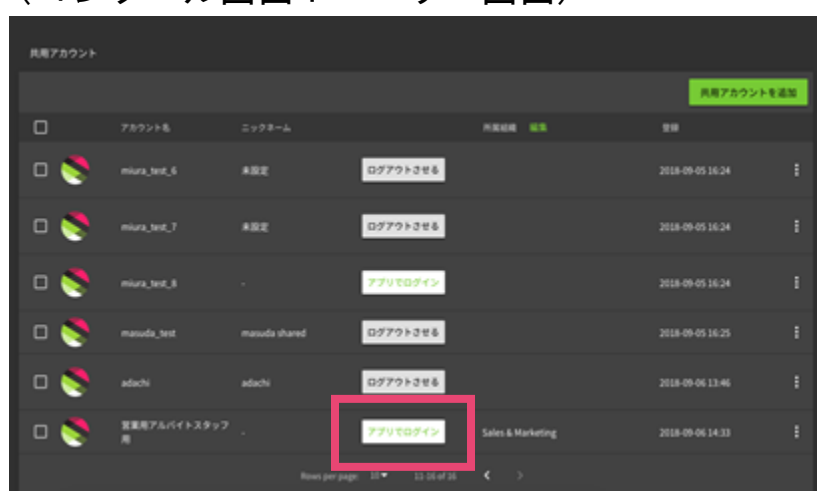 共用アカウント
共用アカウントを追加
アカウント名 ニックネーム 所属組織 編集 登録
miura_test_6 未設定 ログアウトさせる 2018-09-05 16:24
miura_test_7 未設定 ログアウトさせる 2018-09-05 16:24
miura_test_8 - アプリでログイン 2018-09-05 16:24
masuda_test masuda shared ログアウトさせる 2018-09-05 16:25
adachi adachi ログアウトさせる 2018-09-06 13:46
営業用アルバイトスタッフ
用 - アプリでログイン Sales & Marketing 2018-09-06 14:33
Rows per page: 10 11-16 of 16